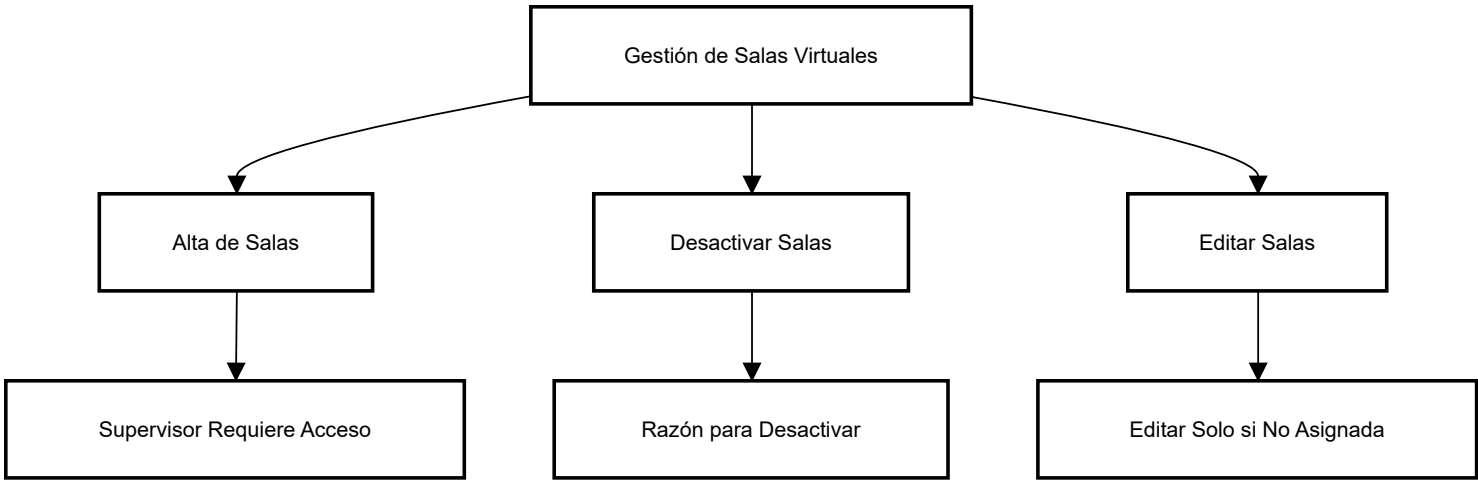 Gestión de Salas Virtuales
Alta de Salas
Desactivar Salas
Editar Salas
Supervisor Requiere Acceso
Razón para Desactivar
Editar Solo si No Asignada